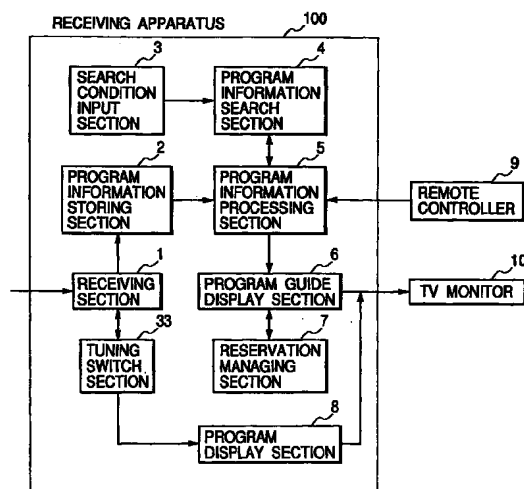 RECEIVING APPARATUS
100
3
SEARCH
CONDITION
INPUT
SECTION
4
PROGRAM
INFORMATION
SEARCH
SECTION
2
PROGRAM
INFORMATION
STORING
SECTION
5
PROGRAM
INFORMATION
PROCESSING
SECTION
9
REMOTE
CONTROLLER
1
RECEIVING
SECTION
6
PROGRAM GUIDE
DISPLAY SECTION
10
TV MONITOR
33
TUNING
SWITCH
SECTION
7
RESERVATION
MANAGING
SECTION
8
PROGRAM
DISPLAY SECTION